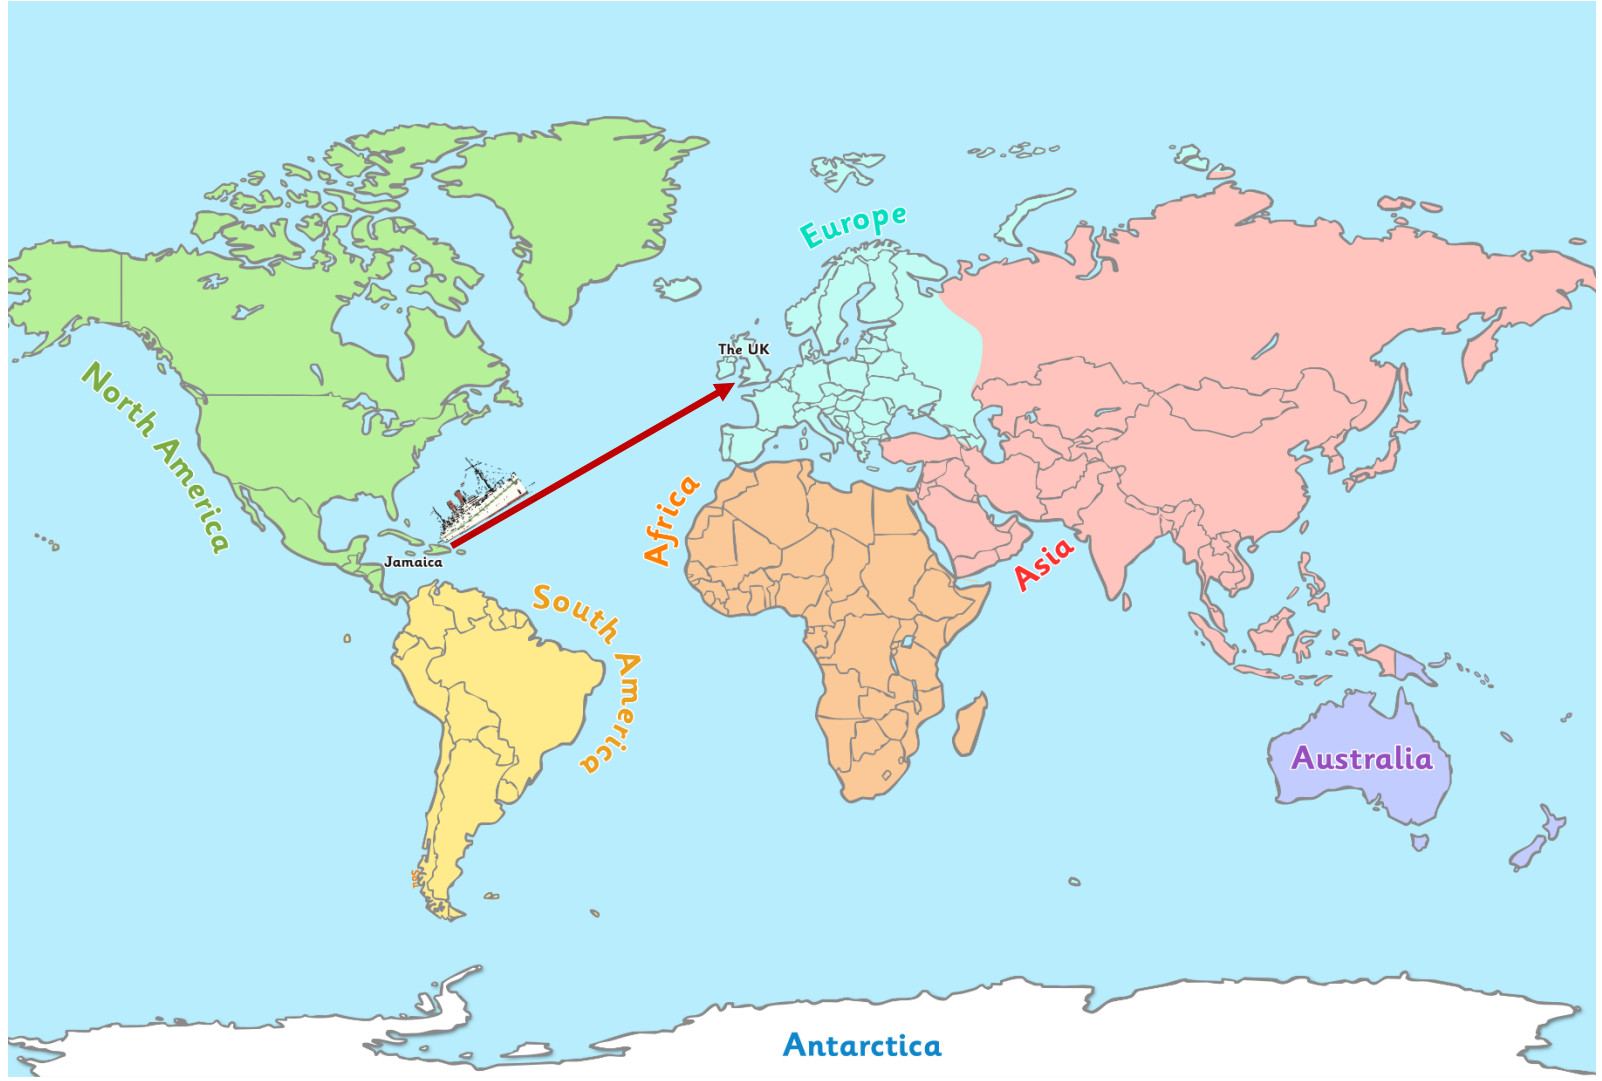 Europe
The UK
North America
Africa
Jamaica
Asia
South America
Australia
Antarctica